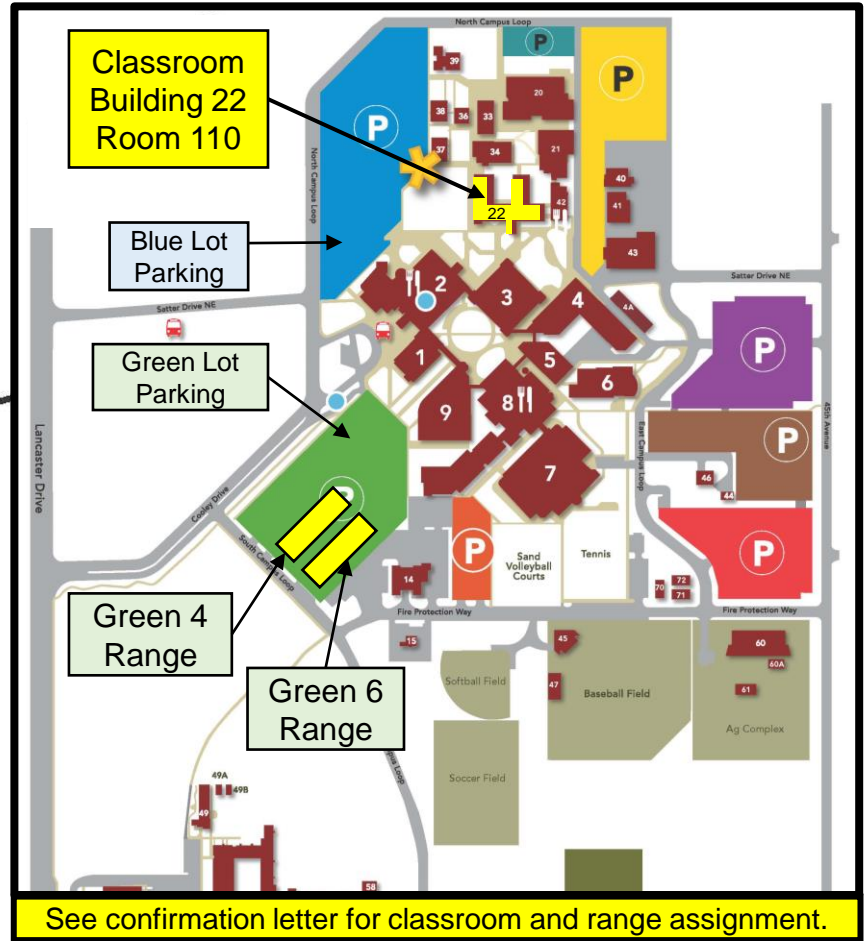 North Campus Loop
Classroom
Building 22
Room 110
P
39
P
P
20
38
36
33
37
34
21
North Campus Loop
40
41
22
42
43
Blue Lot
Parking
Satter Drive NE
Satter Drive NE
2
3
4
4A
P
Green Lot
Parking
1
5
6
9
8
45th Avenue
Lancaster Drive
East Campus Loop
P
7
46
44
Cooley Drive
P
South Campus Loop
P
P
Sand
Volleyball
Courts
Tennis
14
72
70
71
Fire Protection Way
Fire Protection Way
Green 4
Range
15
45
60
60A
Green 6
Range
Softball Field
47
Baseball Field
61
Ag Complex
Soccer Field
49A
49B
49
58
See confirmation letter for classroom and range assignment.